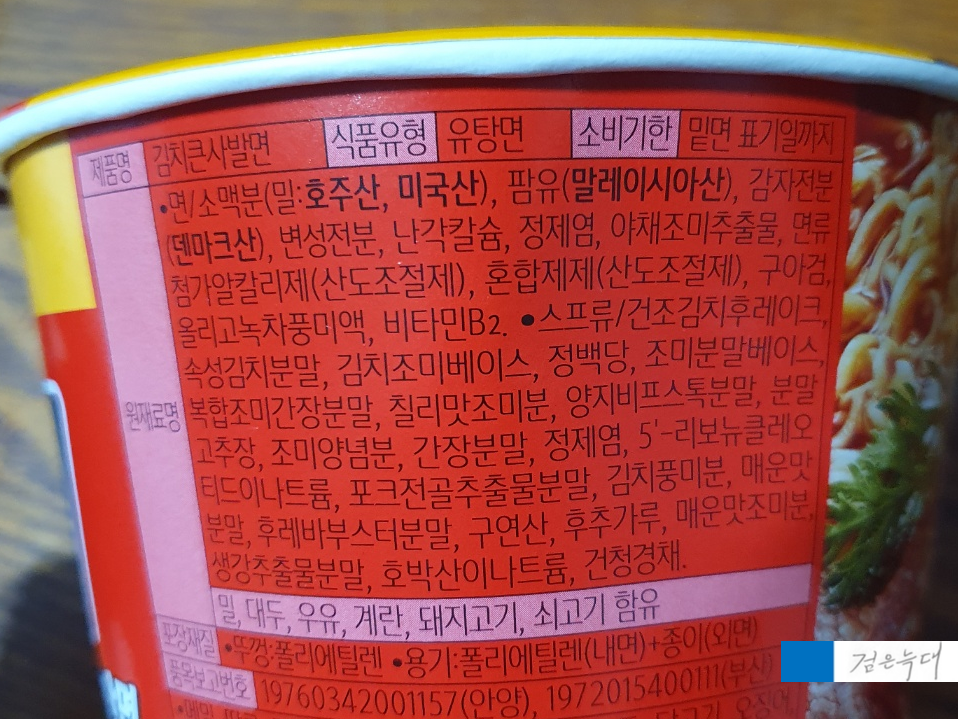 제품명 김치큰사발면 식품유형 유탕면 소비기한 밑면 표기일까지
원재료명
•면/소맥분(밀:호주산, 미국산), 팜유(말레이시아산), 감자전분
(덴마크산), 변성전분, 난각칼슘, 정제염, 야채조미추출물, 면류
첨가알칼리제(산도조절제), 혼합제제(산도조절제), 구아검,
올리고녹차풍미액, 비타민B2. •스프류/건조김치후레이크,
숙성김치분말, 김치조미베이스, 정백당, 조미분말베이스,
복합조미간장분말, 칠리맛조미분, 양지비프스톡분말, 분말
고추장, 조미양념분, 간장분말, 정제염, 5'-리보뉴클레오
티드이나트륨, 포크전골추출물분말, 김치풍미분, 매운맛
분말, 후레바부스터분말, 구연산, 후추가루, 매운맛조미분,
생강추출물분말, 호박산이나트륨, 건청경채.
밀, 대두, 우유, 계란, 돼지고기, 쇠고기 함유
포장재질 •뚜껑:폴리에틸렌 •용기:폴리에틸렌(내면)+종이(외면)
품목보고번호 19760342001157(안양), 1972015400111(부산)
검은늑대